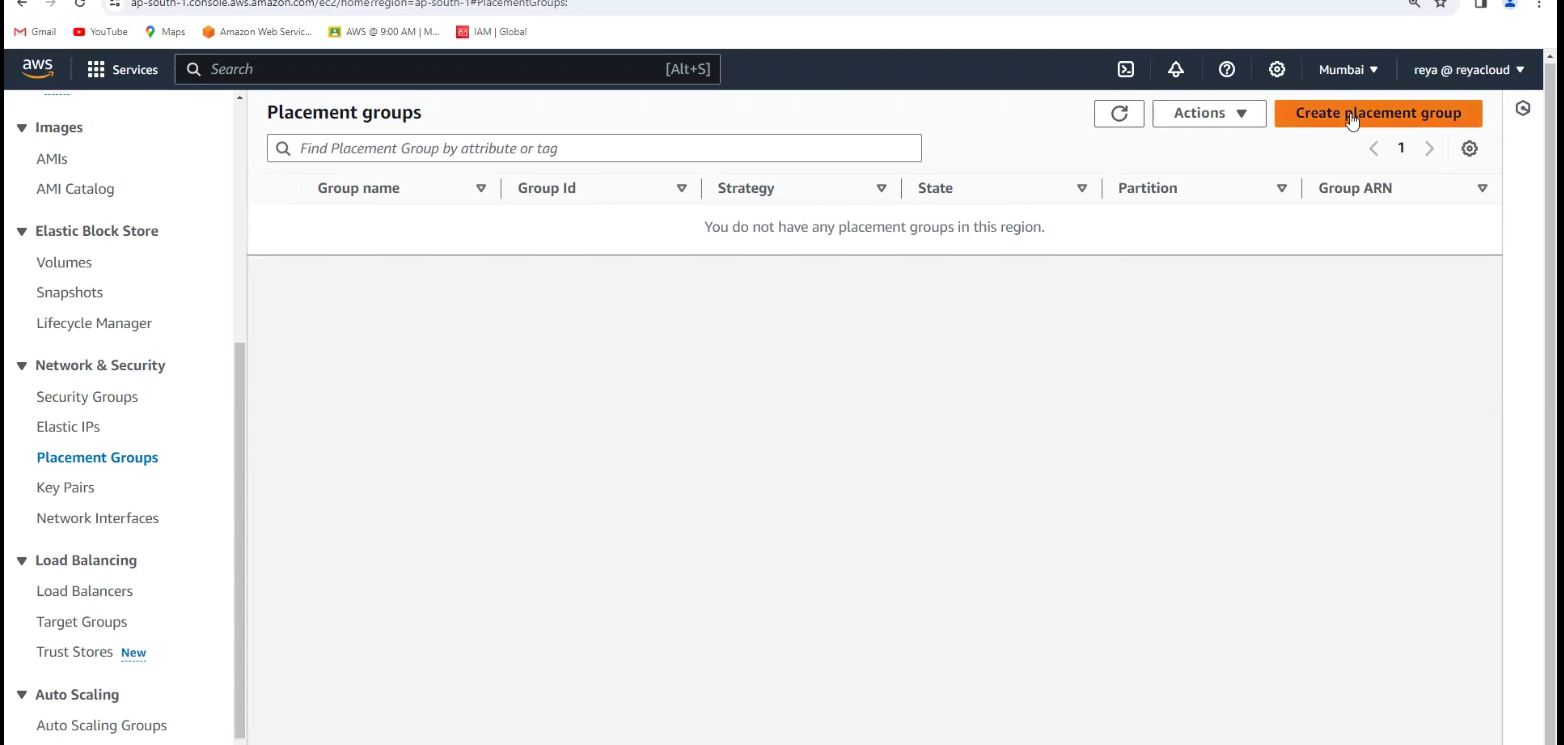 ap-south-1.console.aws.amazon.com/ec2/home?region=ap-south-1#PlacementGroups:
Gmail YouTube Maps Amazon Web Servic... AWS @ 9:00 AM | M... IAM | Global
aws Services Search [Alt+S] Mumbai reya @ reyacloud
Placement groups Actions Create placement group
Find Placement Group by attribute or tag 1
Group name Group Id Strategy State Partition Group ARN
You do not have any placement groups in this region.
Images
AMIs
AMI Catalog
Elastic Block Store
Volumes
Snapshots
Lifecycle Manager
Network & Security
Security Groups
Elastic IPs
Placement Groups
Key Pairs
Network Interfaces
Load Balancing
Load Balancers
Target Groups
Trust Stores New
Auto Scaling
Auto Scaling Groups